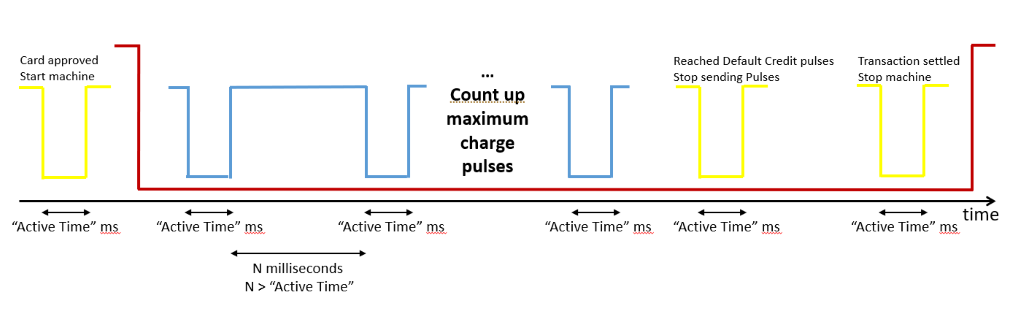 Card approved
Start machine
...
Count up
maximum
charge
pulses
Reached Default Credit pulses
Stop sending Pulses
Transaction settled
Stop machine
time
“Active Time” ms
“Active Time” ms
“Active Time” ms
“Active Time” ms
“Active Time” ms
“Active Time” ms
N milliseconds
N > “Active Time”